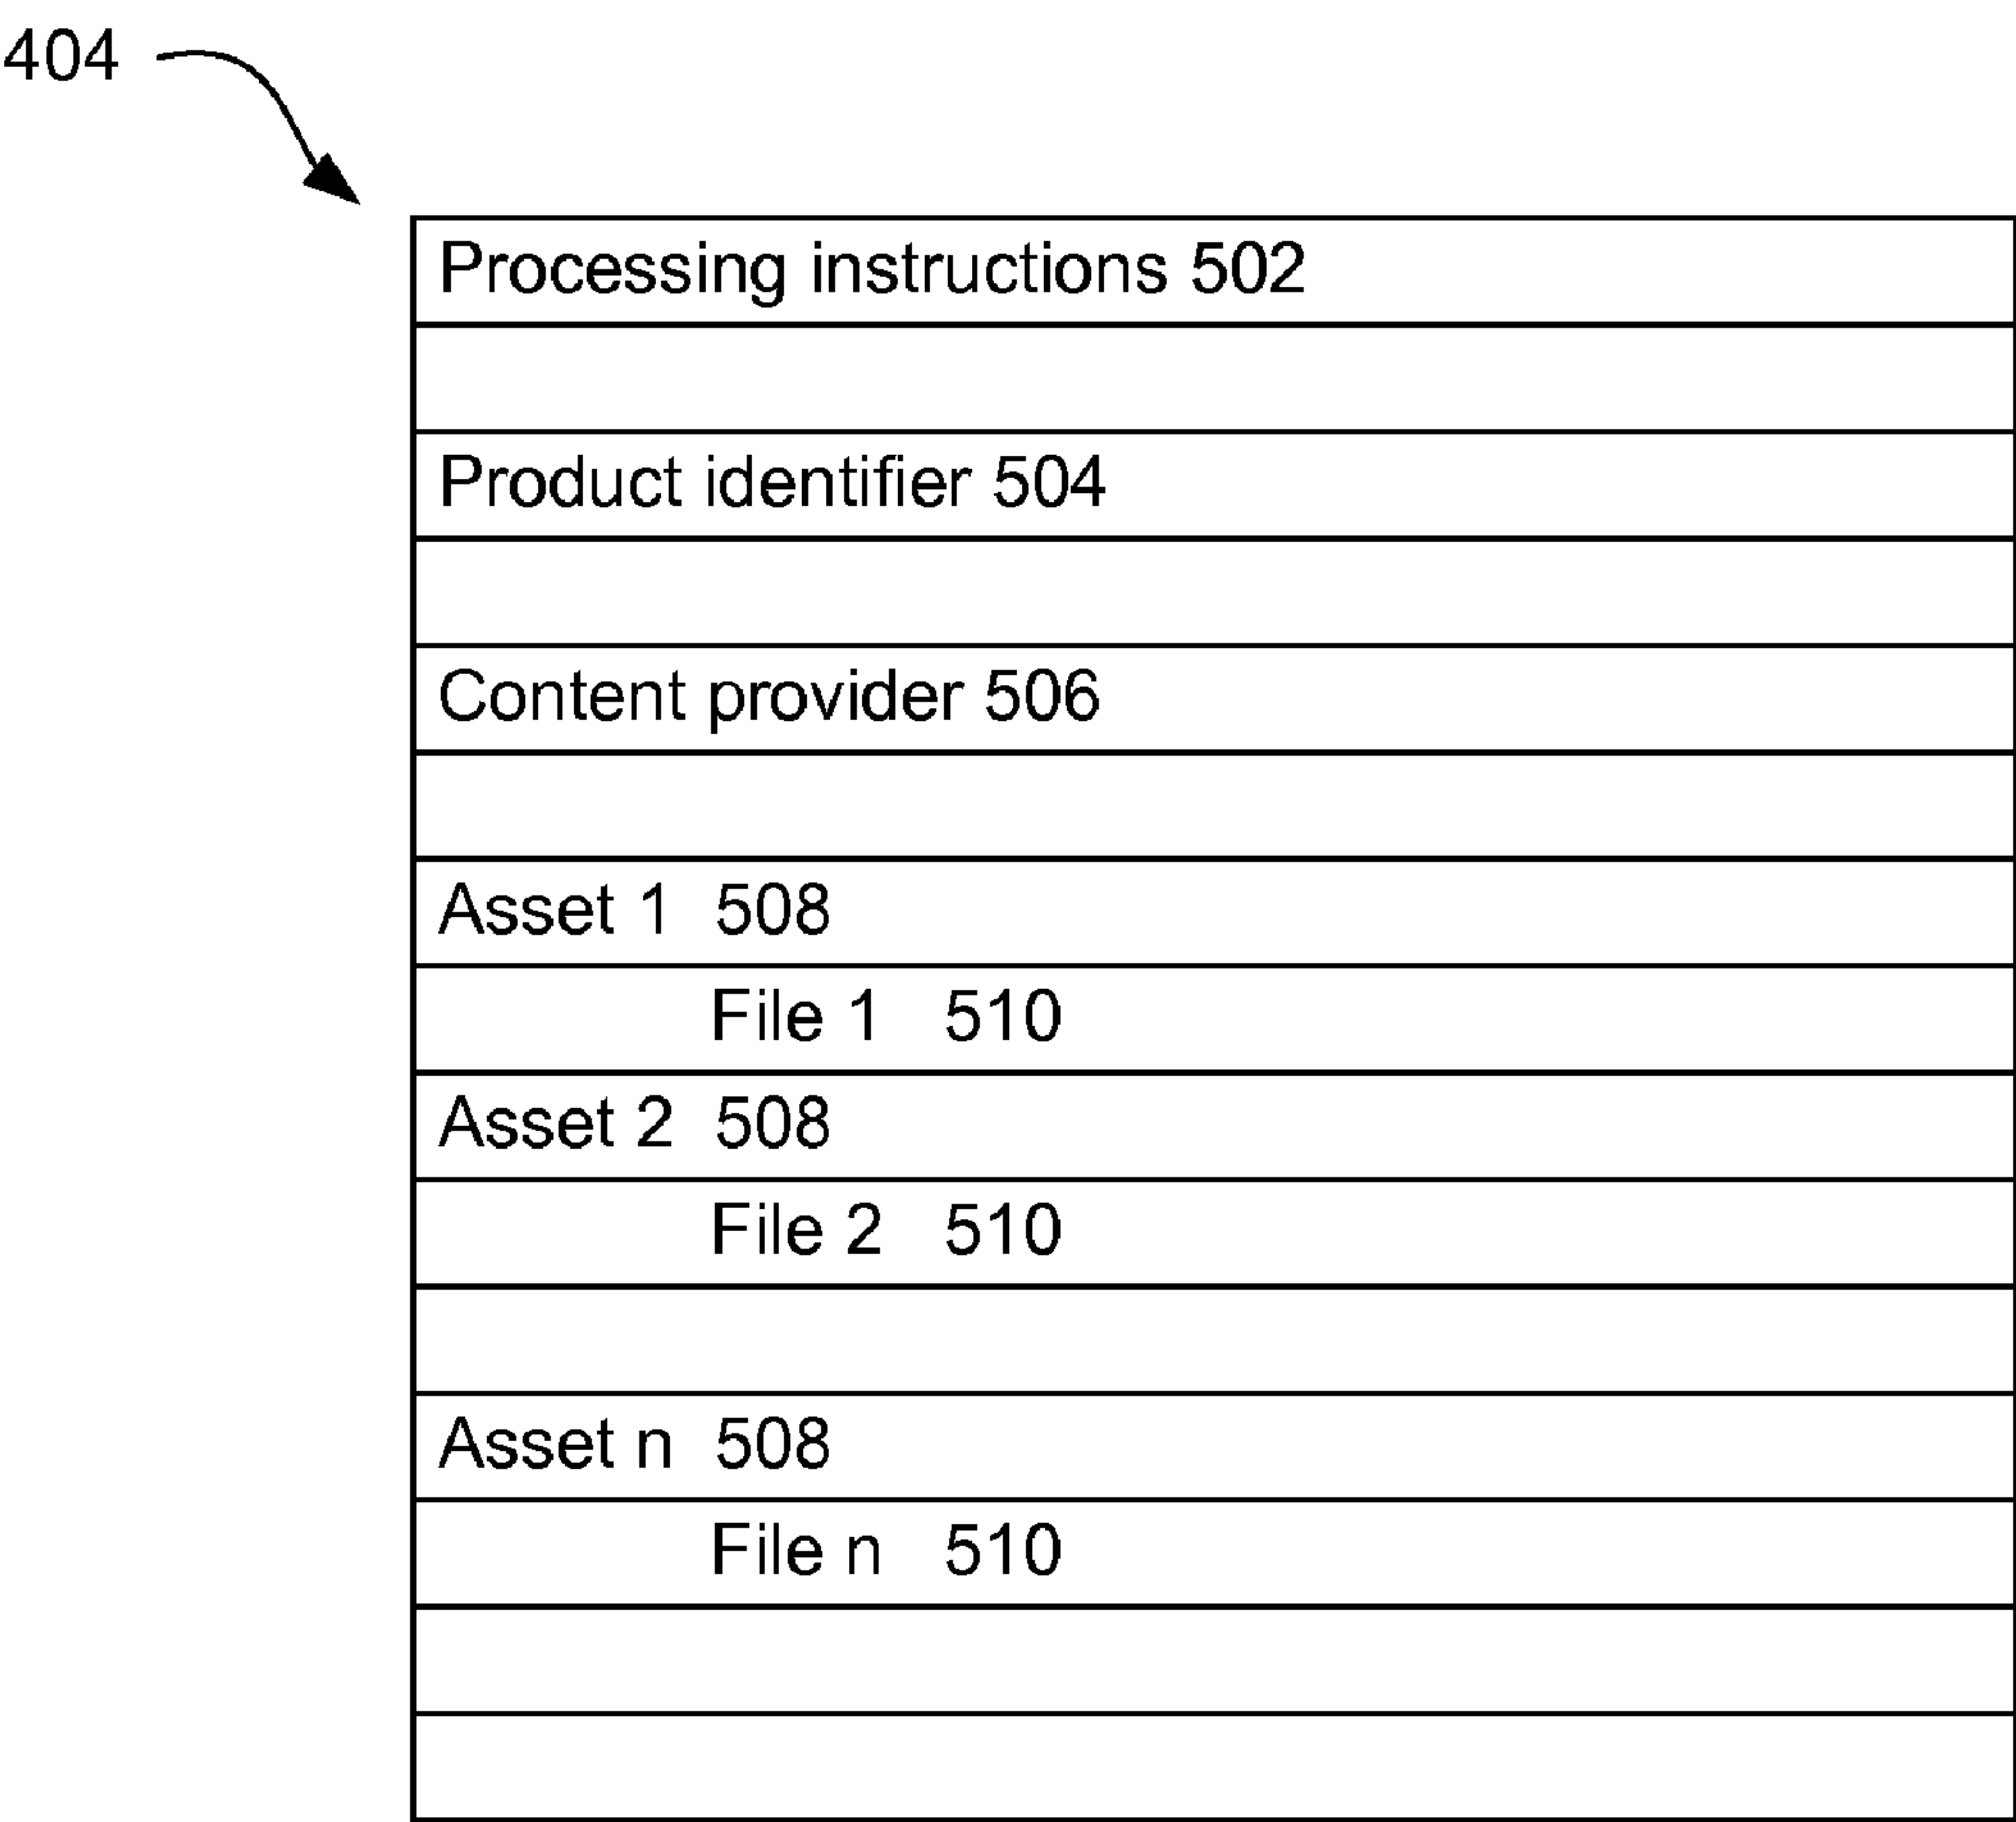 404
Processing instructions 502
Product identifier 504
Content provider 506
Asset 1 508
File 1 510
Asset 2 508
File 2 510
Asset n 508
File n 510